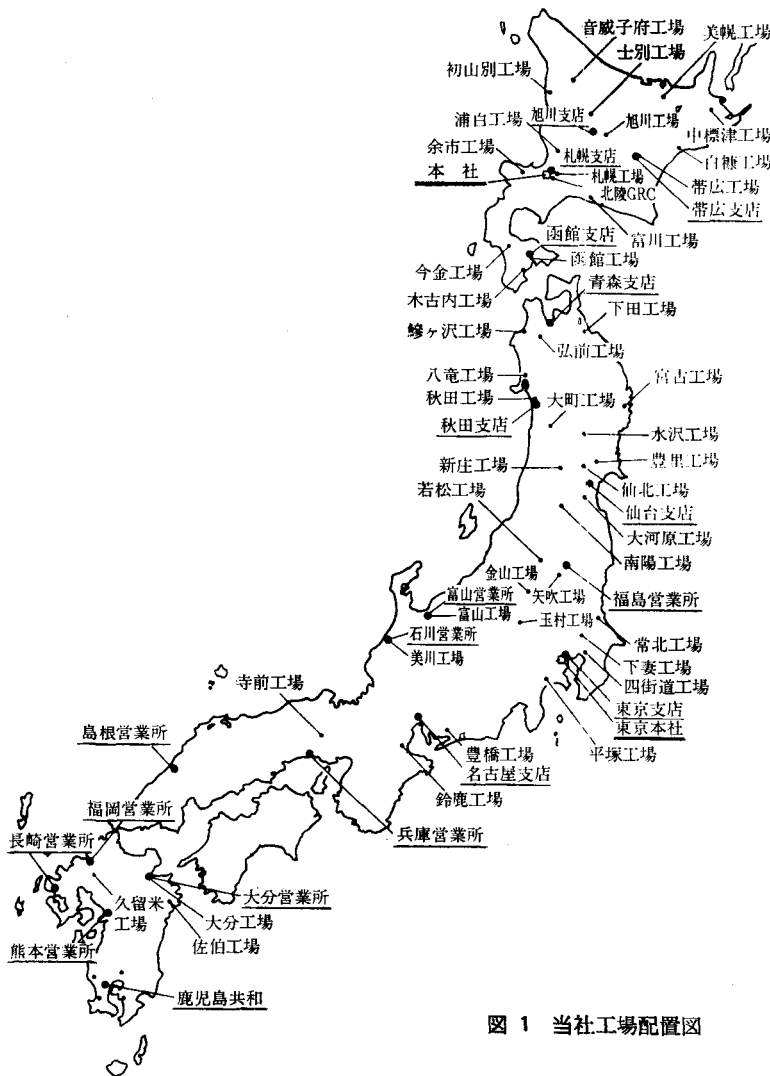 音威子府工場
美幌工場
士別工場
初山別工場
旭川支店
浦臼工場
旭川工場
中標津工場
余市工場
札幌支店
白糠工場
本社
札幌工場
帯広工場
北陵GRC
帯広支店
函館支店
富川工場
今金工場
函館工場
青森支店
木古内工場
下田工場
鰺ヶ沢工場
弘前工場
八竜工場
宮古工場
秋田工場
大町工場
秋田支店
水沢工場
新庄工場
豊里工場
若松工場
仙北工場
仙台支店
大河原工場
南陽工場
金山工場
富山営業所
矢吹工場
福島営業所
富山工場
玉村工場
石川営業所
常北工場
美川工場
下妻工場
寺前工場
四街道工場
東京支店
島根営業所
豊橋工場
東京本社
名古屋支店
平塚工場
福岡営業所
鈴鹿工場
長崎営業所
兵庫営業所
大分営業所
久留米
工場
大分工場
熊本営業所
佐伯工場
鹿児島共和
図 1 当社工場配置図